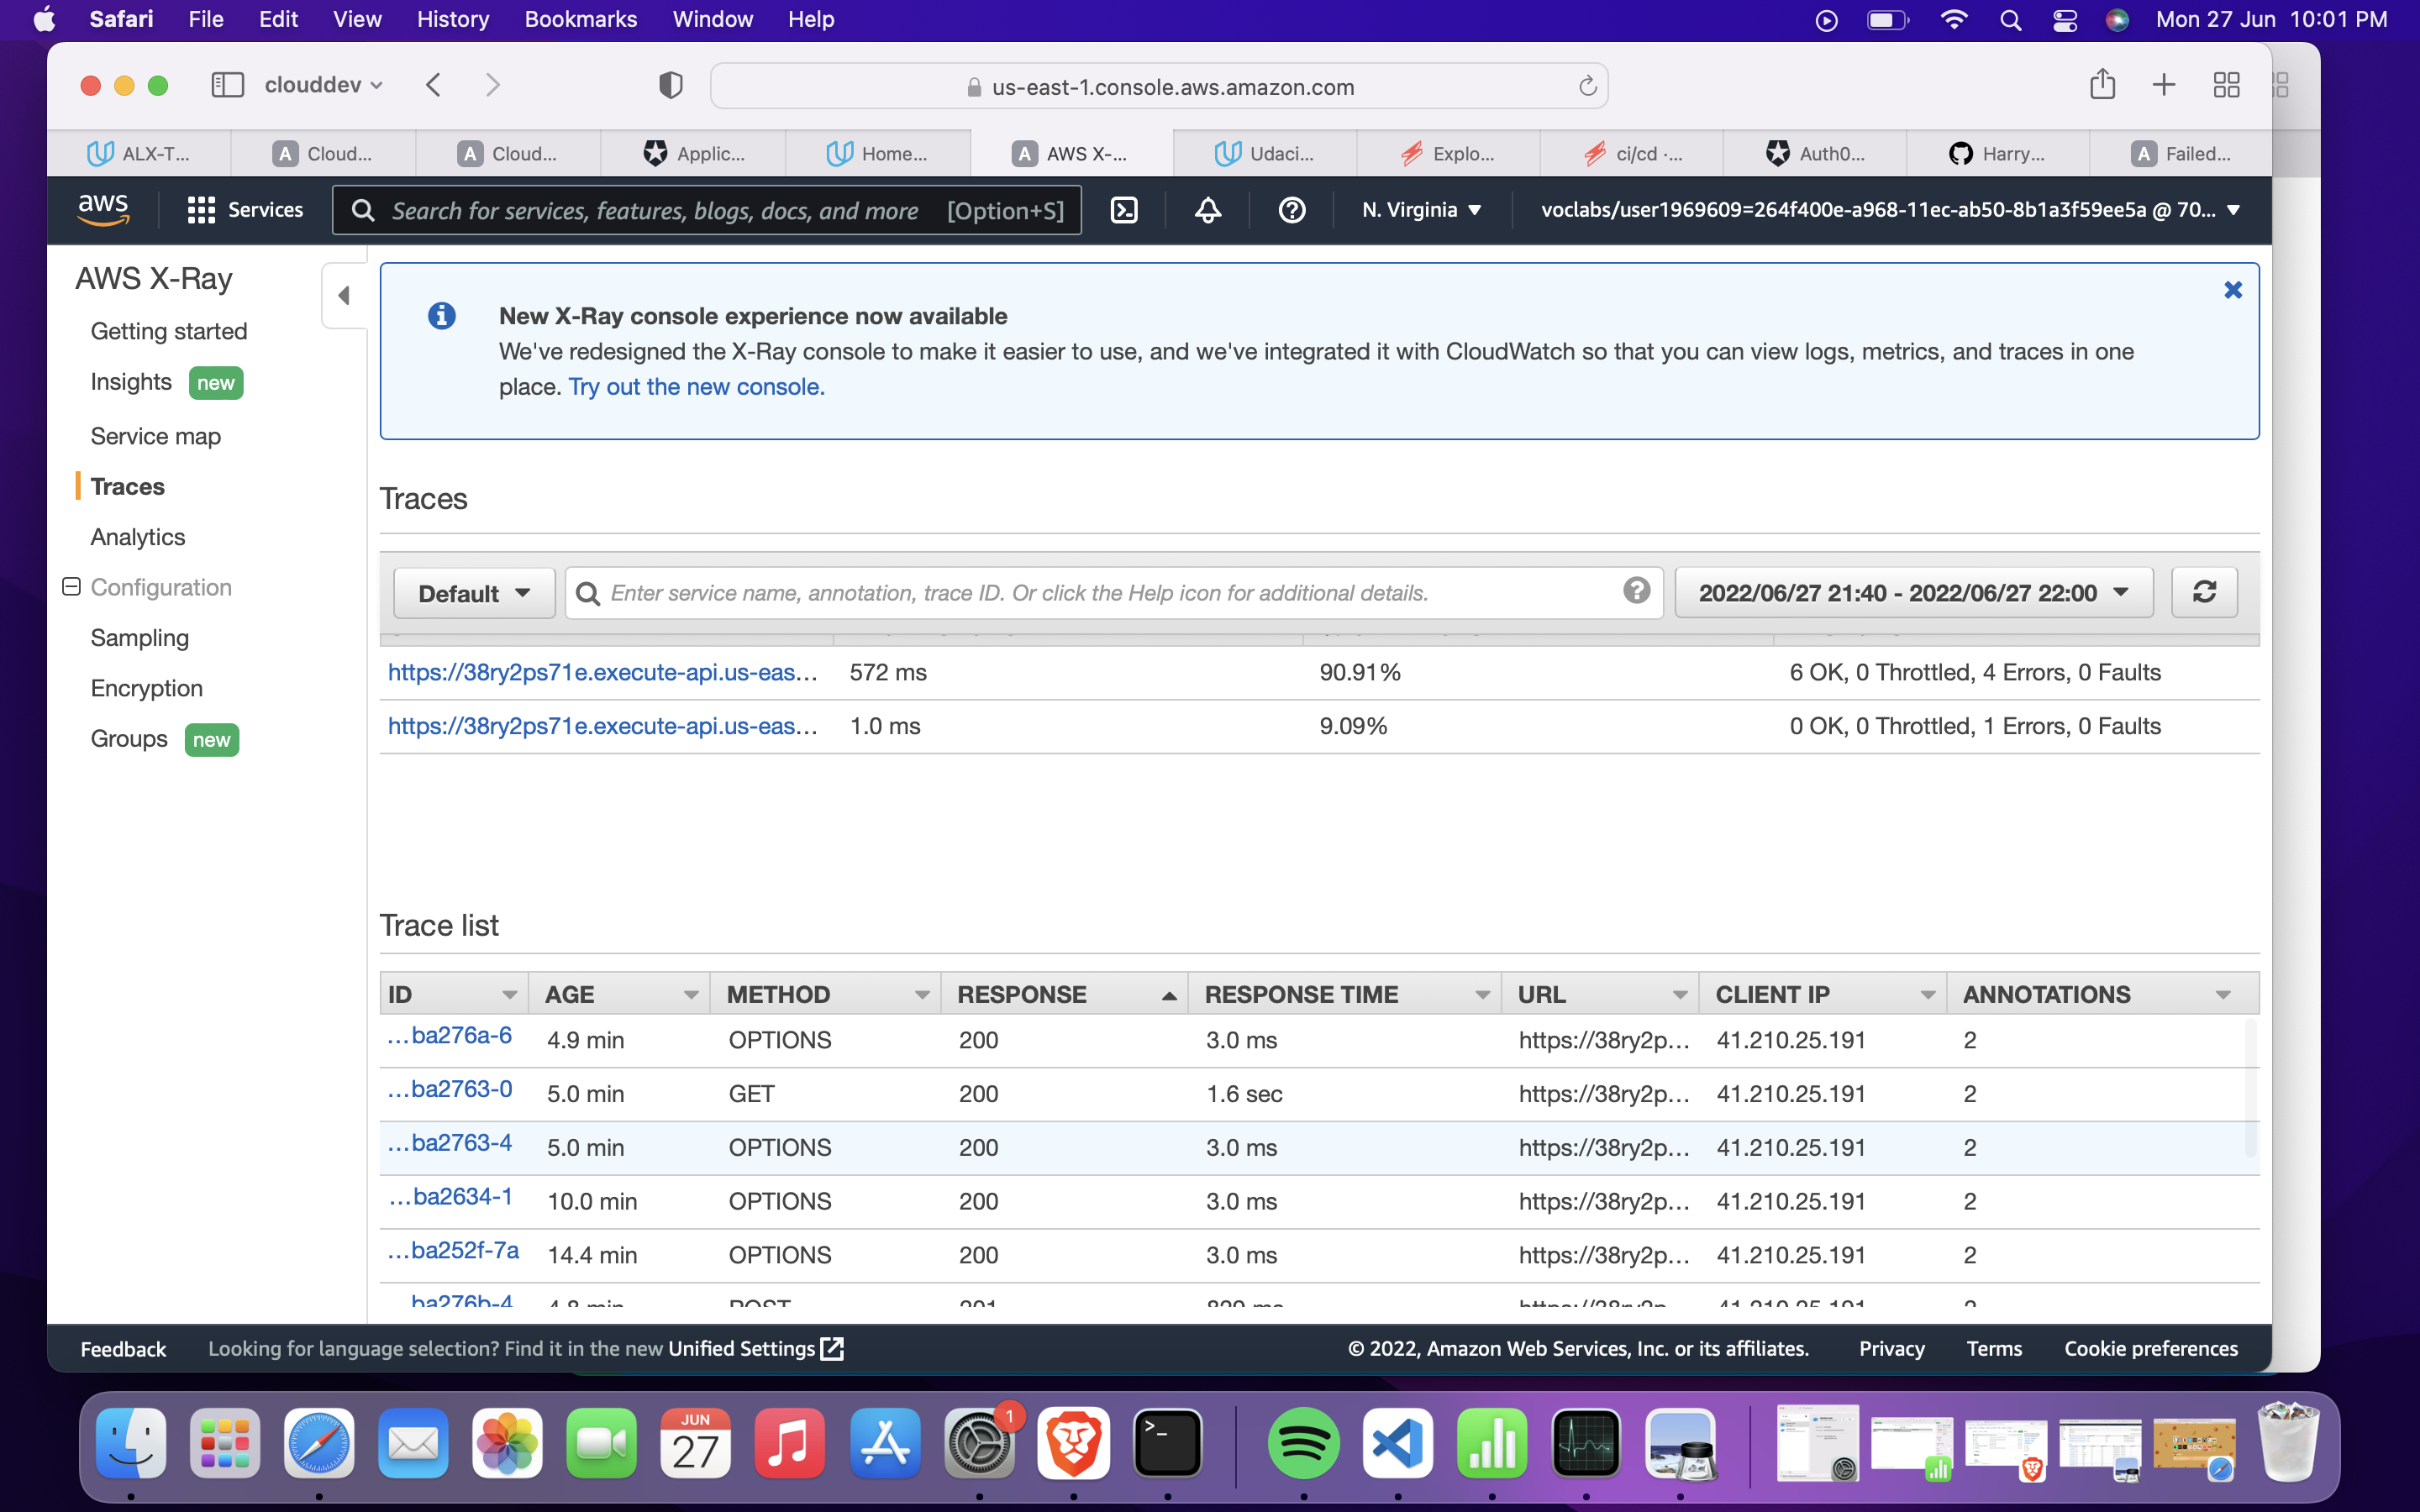 Safari File Edit View History Bookmarks Window Help Mon 27 Jun 10:01 PM
clouddev us-east-1.console.aws.amazon.com
ALX-T... A Cloud... A Cloud... Applic... Home... A AWS X-... Udaci... Explo... ci/cd ·... Auth0... Harry... A Failed...
aws Services Search for services, features, blogs, docs, and more [Option+S] N. Virginia voclabs/user1969609=264f400e-a968-11ec-ab50-8b1a3f59ee5a @ 70...
AWS X-Ray
Getting started
Insights new
Service map
Traces
Analytics
Configuration
Sampling
Encryption
Groups new
New X-Ray console experience now available
We've redesigned the X-Ray console to make it easier to use, and we've integrated it with CloudWatch so that you can view logs, metrics, and traces in one
place. Try out the new console.
Traces
Default Enter service name, annotation, trace ID. Or click the Help icon for additional details. 2022/06/27 21:40 - 2022/06/27 22:00
https://38ry2ps71e.execute-api.us-eas... 572 ms 90.91% 6 OK, 0 Throttled, 4 Errors, 0 Faults
https://38ry2ps71e.execute-api.us-eas... 1.0 ms 9.09% 0 OK, 0 Throttled, 1 Errors, 0 Faults
Trace list
ID AGE METHOD RESPONSE RESPONSE TIME URL CLIENT IP ANNOTATIONS
...ba276a-6 4.9 min OPTIONS 200 3.0 ms https://38ry2p... 41.210.25.191 2
...ba2763-0 5.0 min GET 200 1.6 sec https://38ry2p... 41.210.25.191 2
...ba2763-4 5.0 min OPTIONS 200 3.0 ms https://38ry2p... 41.210.25.191 2
...ba2634-1 10.0 min OPTIONS 200 3.0 ms https://38ry2p... 41.210.25.191 2
...ba252f-7a 14.4 min OPTIONS 200 3.0 ms https://38ry2p... 41.210.25.191 2
ba276b-4 4.8 min POST 201 https://38ry2p 41.210.25.191 2
Feedback Looking for language selection? Find it in the new Unified Settings © 2022, Amazon Web Services, Inc. or its affiliates. Privacy Terms Cookie preferences
JUN
27
1